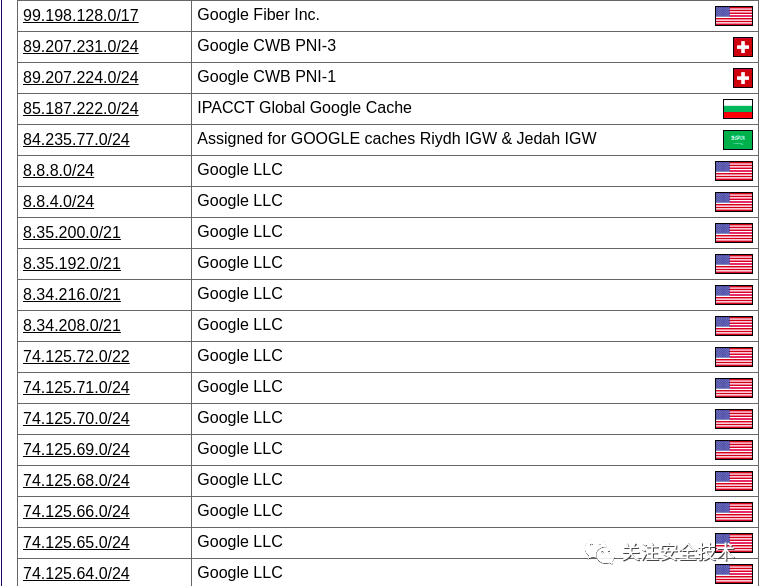 99.198.128.0/17 Google Fiber Inc.
89.207.231.0/24 Google CWB PNI-3
89.207.224.0/24 Google CWB PNI-1
85.187.222.0/24 IPACCT Global Google Cache
84.235.77.0/24 Assigned for GOOGLE caches Riydh IGW & Jedah IGW
8.8.8.0/24 Google LLC
8.8.4.0/24 Google LLC
8.35.200.0/21 Google LLC
8.35.192.0/21 Google LLC
8.34.216.0/21 Google LLC
8.34.208.0/21 Google LLC
74.125.72.0/22 Google LLC
74.125.71.0/24 Google LLC
74.125.70.0/24 Google LLC
74.125.69.0/24 Google LLC
74.125.68.0/24 Google LLC
74.125.66.0/24 Google LLC
74.125.65.0/24 Google LLC
关注安全技术
74.125.64.0/24 Google LLC